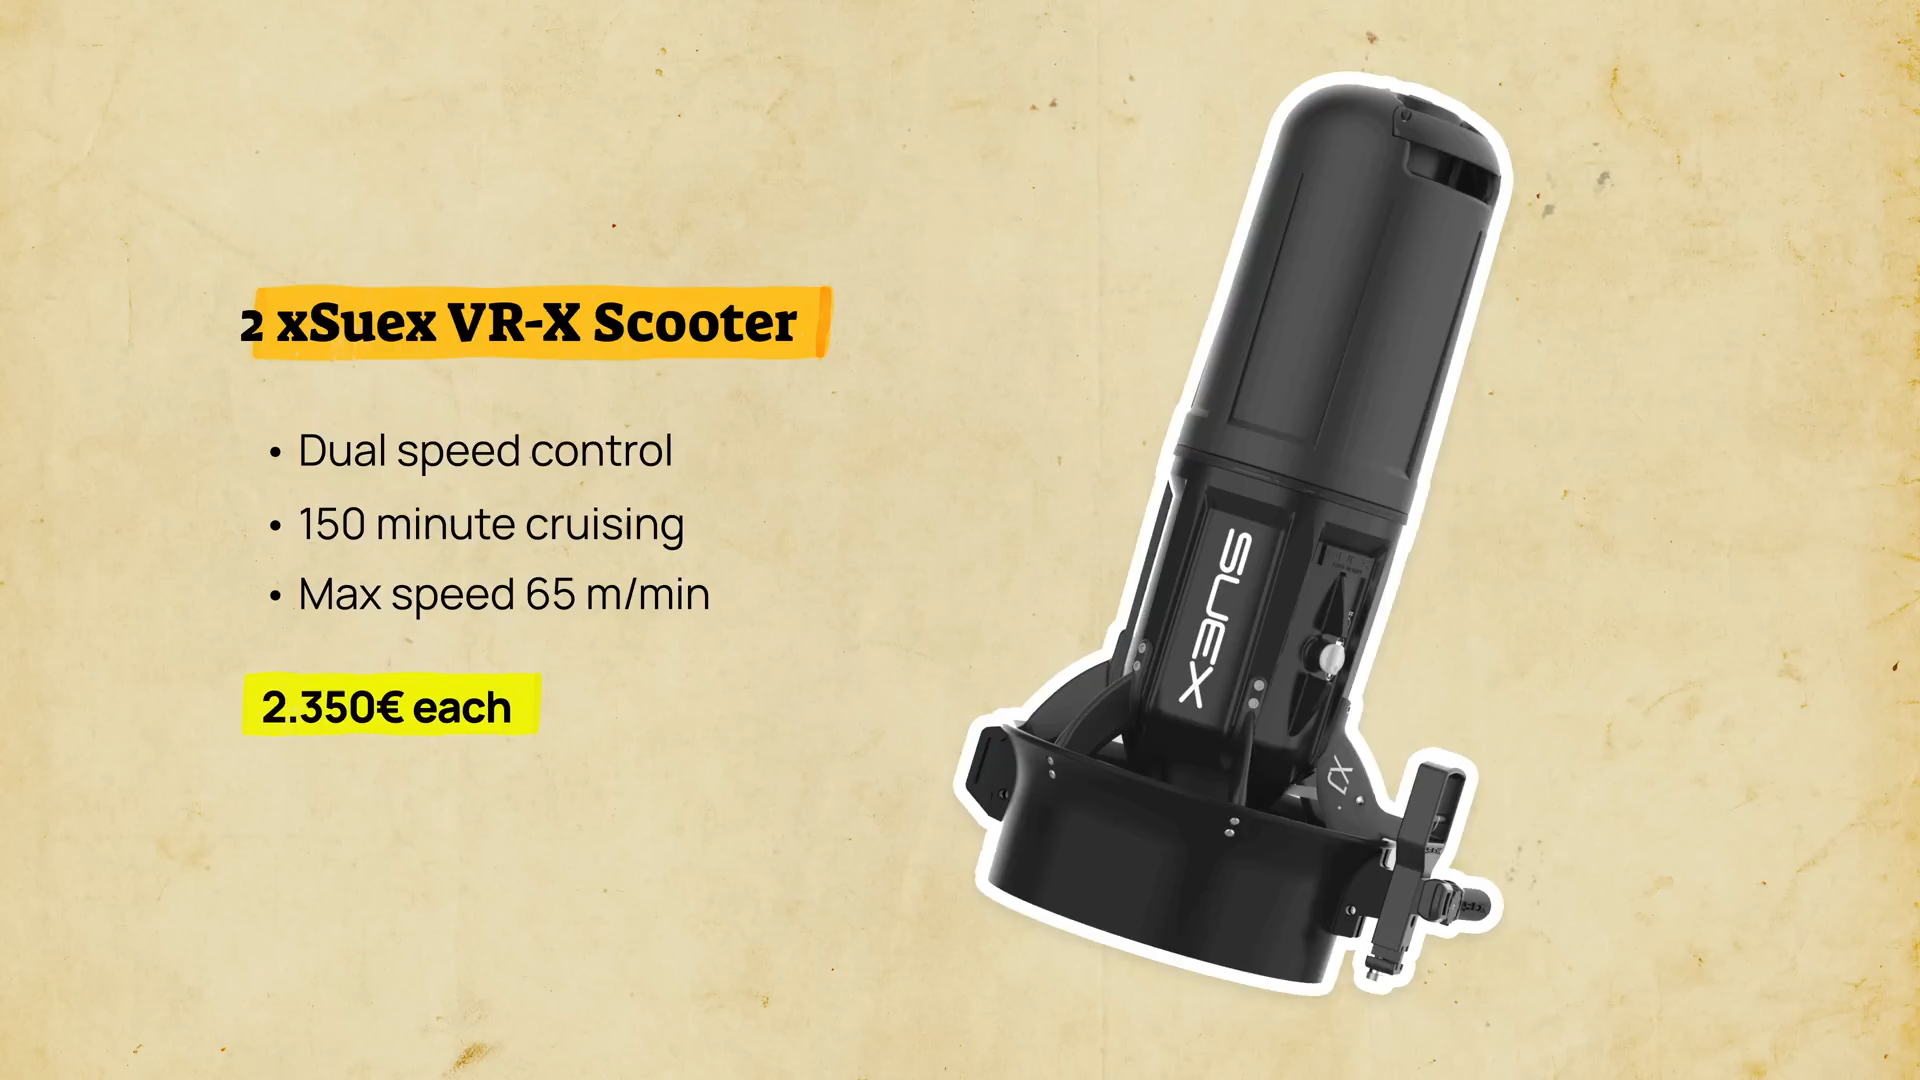 2 xSuex VR-X Scooter
• Dual speed control
• 150 minute cruising
• Max speed 65 m/min
2.350€ each
SUEX